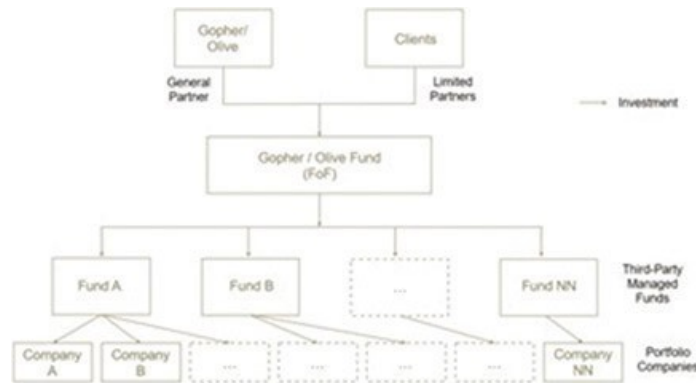 Gopher/
Olive
Clients
General
Partner
Limited
Partners
Investment
Gopher / Olive Fund
(FoF)
Fund A
Fund B
...
Fund NN
Third-Party
Managed
Funds
Company
A
Company
B
...
...
...
...
Company
NN
Portfolio
Companies